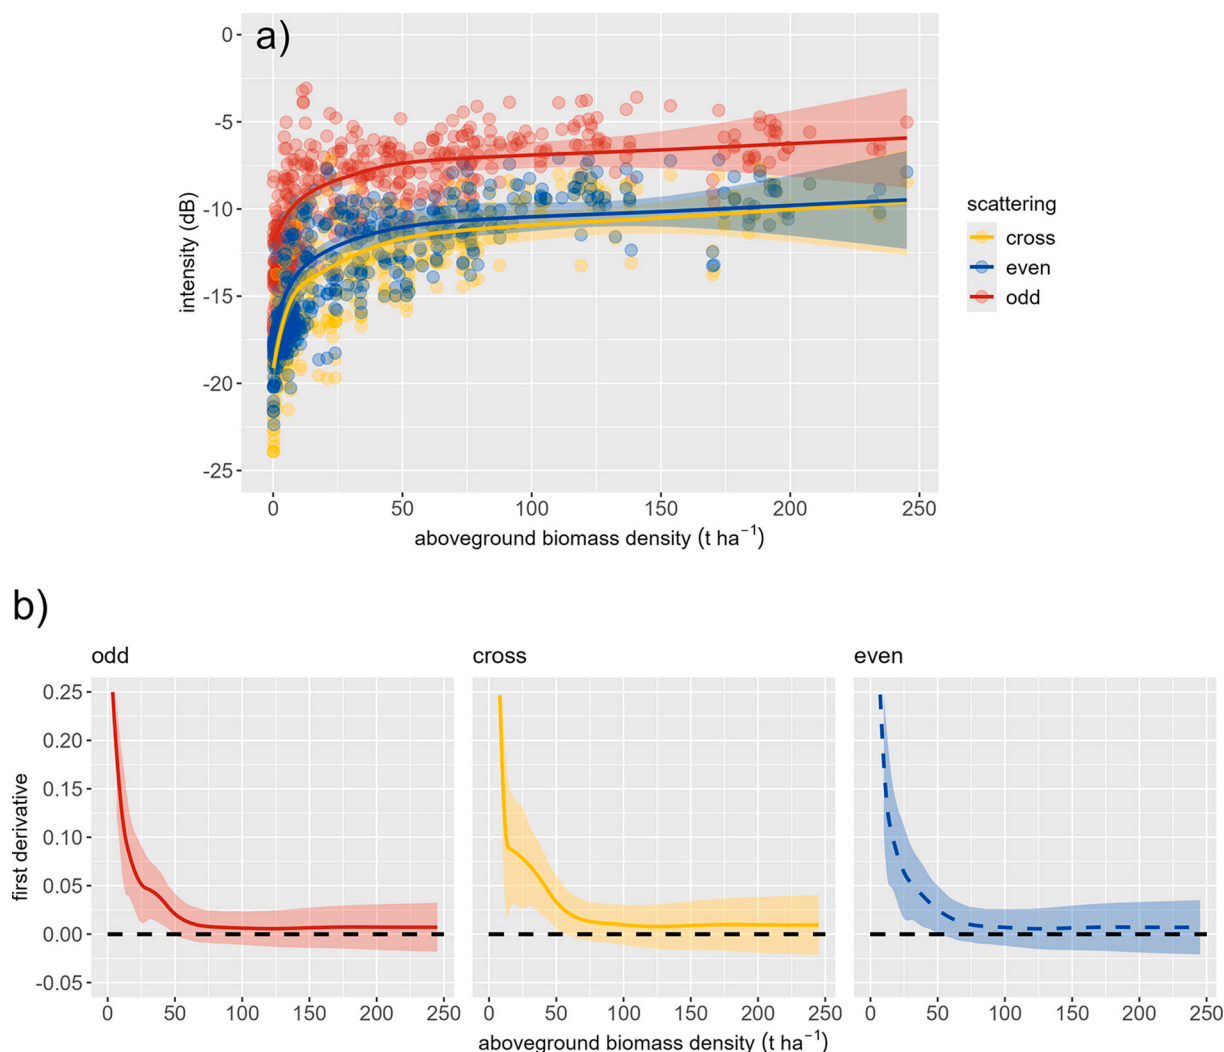 a)
0
-5
-10
-15
-20
-25
intensity (dB)
0 50 100 150 200 250
aboveground biomass density (t ha⁻¹)
scattering
cross
even
odd
b)
odd cross even
0.25
0.20
0.15
0.10
0.05
0.00
-0.05
first derivative
0 50 100 150 200 250 0 50 100 150 200 250 0 50 100 150 200 250
aboveground biomass density (t ha⁻¹)